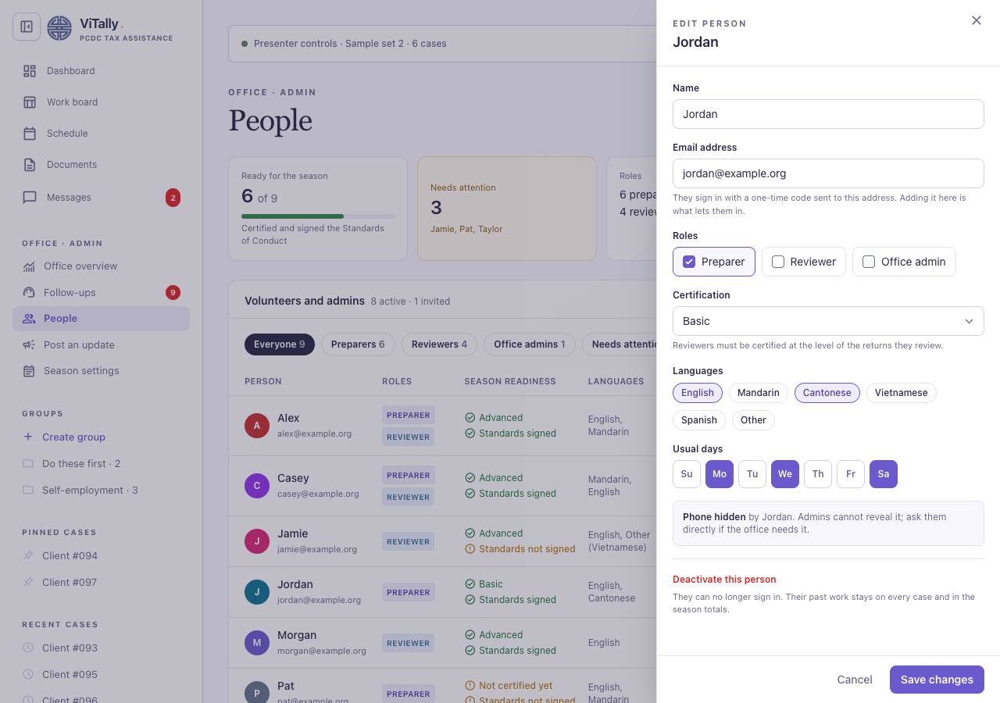 ViTally.
PCDC TAX ASSISTANCE
Dashboard
Work board
Schedule
Documents
Messages
2
OFFICE · ADMIN
Office overview
Follow-ups
9
People
Post an update
Season settings
GROUPS
Create group
Do these first · 2
Self-employment · 3
PINNED CASES
Client #094
Client #097
RECENT CASES
Client #093
Client #095
Client #096
Presenter controls · Sample set 2 · 6 cases
OFFICE · ADMIN
People
Ready for the season
6 of 9
Certified and signed the Standards
of Conduct
Needs attention
3
Jamie, Pat, Taylor
Roles
6 prepa
4 review
Volunteers and admins 8 active · 1 invited
Everyone 9
Preparers 6
Reviewers 4
Office admins 1
Needs attentio
PERSON
ROLES
SEASON READINESS
LANGUAGES
A
Alex
alex@example.org
PREPARER
REVIEWER
Advanced
Standards signed
English,
Mandarin
C
Casey
casey@example.org
PREPARER
REVIEWER
Advanced
Standards signed
Mandarin,
English
J
Jamie
jamie@example.org
REVIEWER
Advanced
Standards not signed
English, Other
(Vietnamese)
J
Jordan
jordan@example.org
PREPARER
Basic
Standards signed
English,
Cantonese
M
Morgan
morgan@example.org
REVIEWER
Advanced
Standards signed
English
P
Pat
pat@example.org
PREPARER
Not certified yet
Standards not signed
English,
Mandarin
EDIT PERSON
Jordan
Name
Jordan
Email address
jordan@example.org
They sign in with a one-time code sent to this address. Adding it here is
what lets them in.
Roles
Preparer
Reviewer
Office admin
Certification
Basic
Reviewers must be certified at the level of the returns they review.
Languages
English
Mandarin
Cantonese
Vietnamese
Spanish
Other
Usual days
Su
Mo
Tu
We
Th
Fr
Sa
Phone hidden by Jordan. Admins cannot reveal it; ask them
directly if the office needs it.
Deactivate this person
They can no longer sign in. Their past work stays on every case and in the
season totals.
Cancel
Save changes